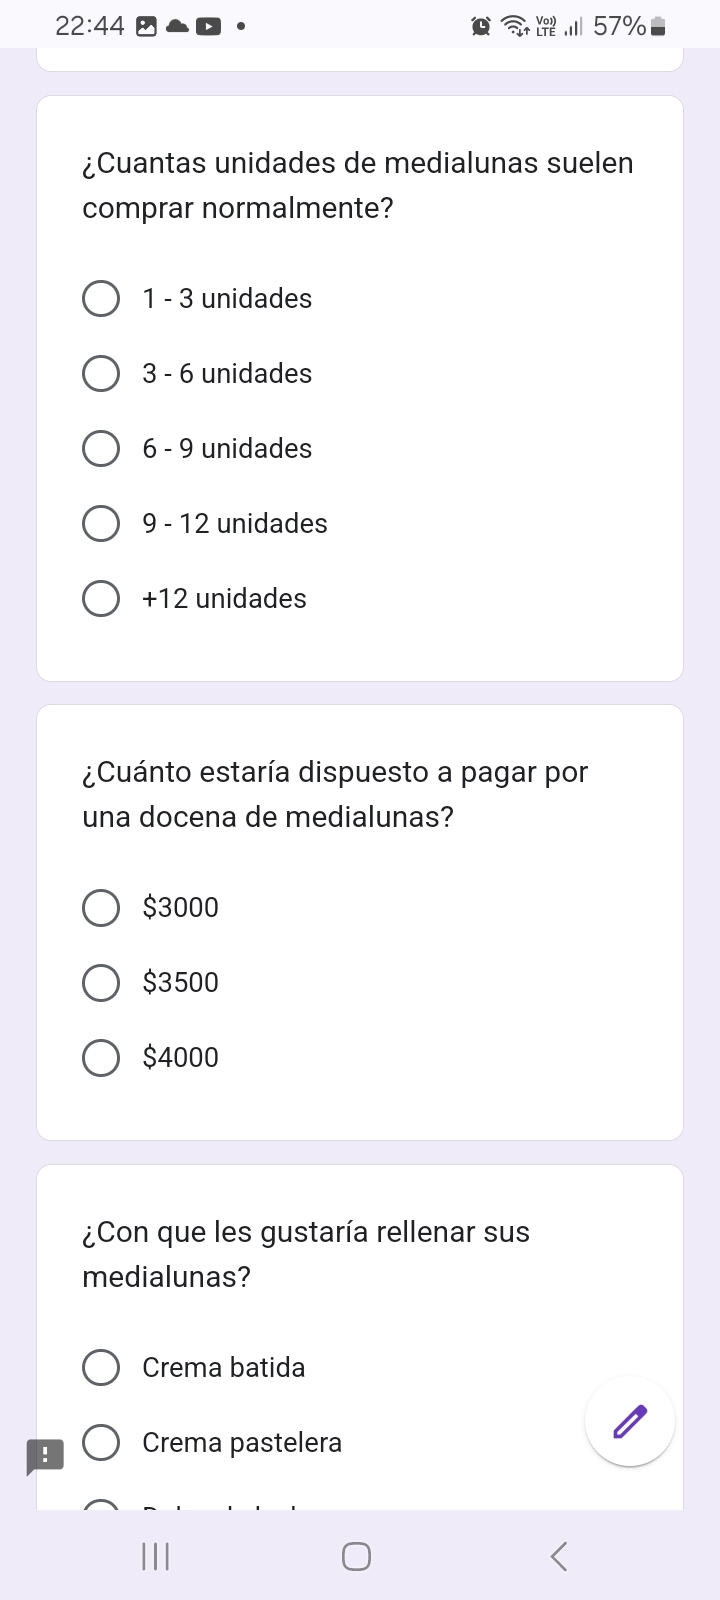 22:44
Vo)) LTE
57%
¿Cuantas unidades de medialunas suelen
comprar normalmente?
1 - 3 unidades
3 - 6 unidades
6 - 9 unidades
9 - 12 unidades
+12 unidades
¿Cuánto estaría dispuesto a pagar por
una docena de medialunas?
$3000
$3500
$4000
¿Con que les gustaría rellenar sus
medialunas?
Crema batida
Crema pastelera